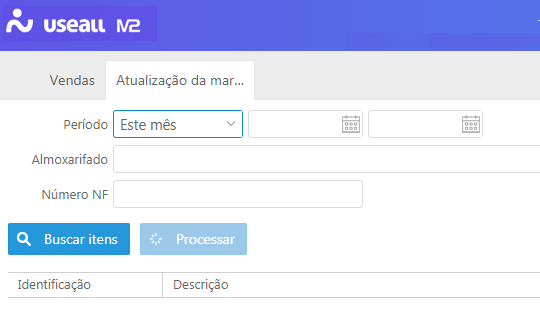 useall M2
Vendas Atualização da mar...
Período Este mês
Almoxarifado
Número NF
Buscar itens Processar
Identificação Descrição